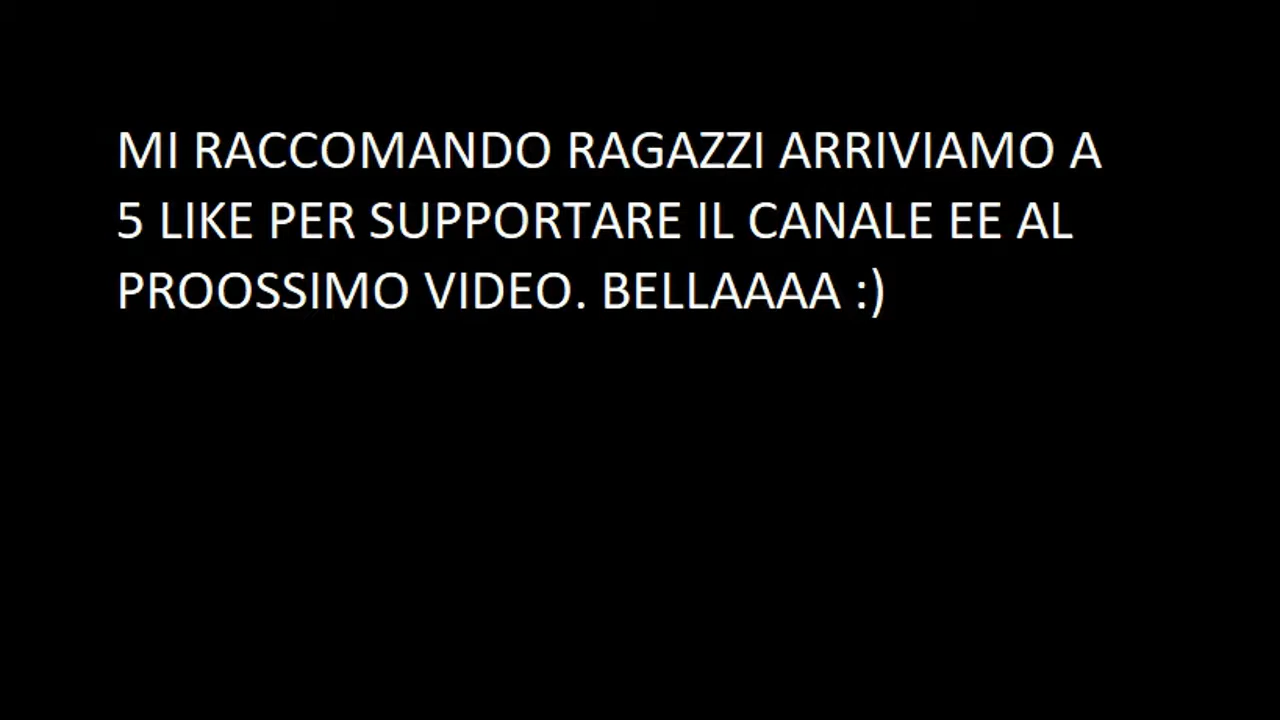 MI RACCOMANDO RAGAZZI ARRIVIAMO A
5 LIKE PER SUPPORTARE IL CANALE EE AL
PROOSSIMO VIDEO. BELLAAAA :)